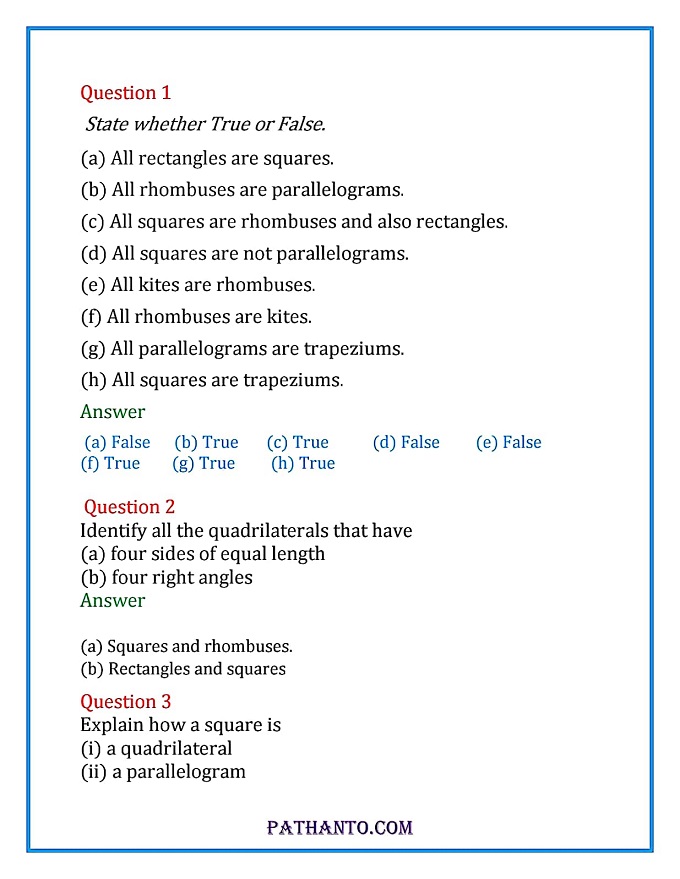 Question 1
State whether True or False.
(a) All rectangles are squares.
(b) All rhombuses are parallelograms.
(c) All squares are rhombuses and also rectangles.
(d) All squares are not parallelograms.
(e) All kites are rhombuses.
(f) All rhombuses are kites.
(g) All parallelograms are trapeziums.
(h) All squares are trapeziums.
Answer
(a) False (b) True (c) True (d) False (e) False
(f) True (g) True (h) True
Question 2
Identify all the quadrilaterals that have
(a) four sides of equal length
(b) four right angles
Answer
(a) Squares and rhombuses.
(b) Rectangles and squares
Question 3
Explain how a square is
(i) a quadrilateral
(ii) a parallelogram
PATHANTO.COM